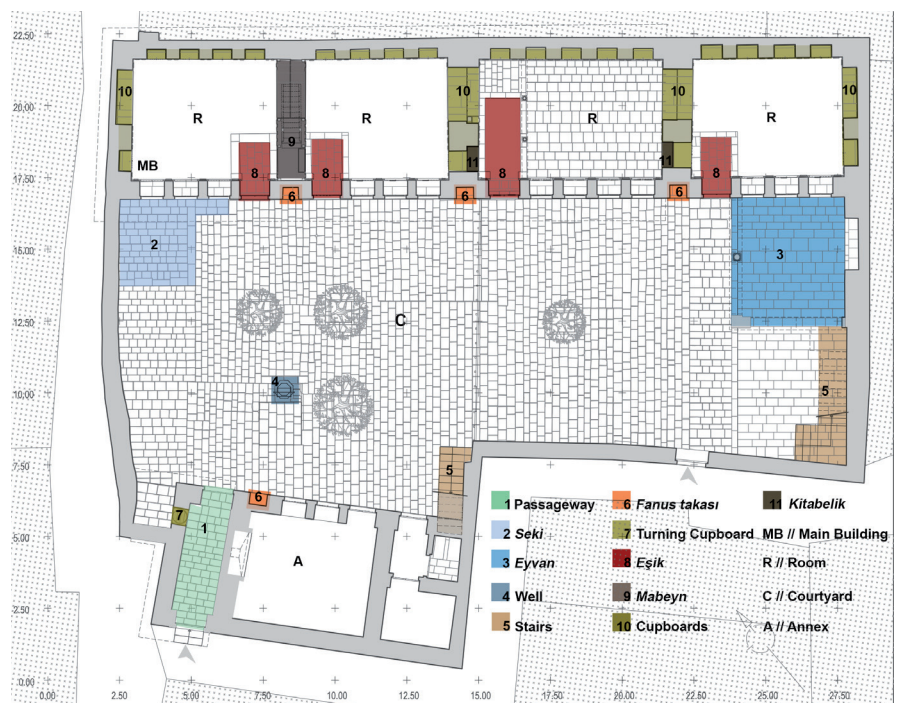 22.50
10 10 10 10
20.00
R R R R
9
MB 8 8 11 8 11 8
17.50
6 6 6 6
2
15.00 3
12.50
C
4
10.00 5
7.50 5
6
7
1
5.00
A
2.50
0.00
1 Passageway 6 Fanus takası 11 Kitabelik
2 Seki 7 Turning Cupboard MB // Main Building
3 Eyvan 8 Eşik R // Room
4 Well 9 Mabeyn C // Courtyard
5 Stairs 10 Cupboards A // Annex
0.00 2.50 5.00 7.50 10.00 12.50 15.00 17.50 20.00 22.50 25.00 27.50